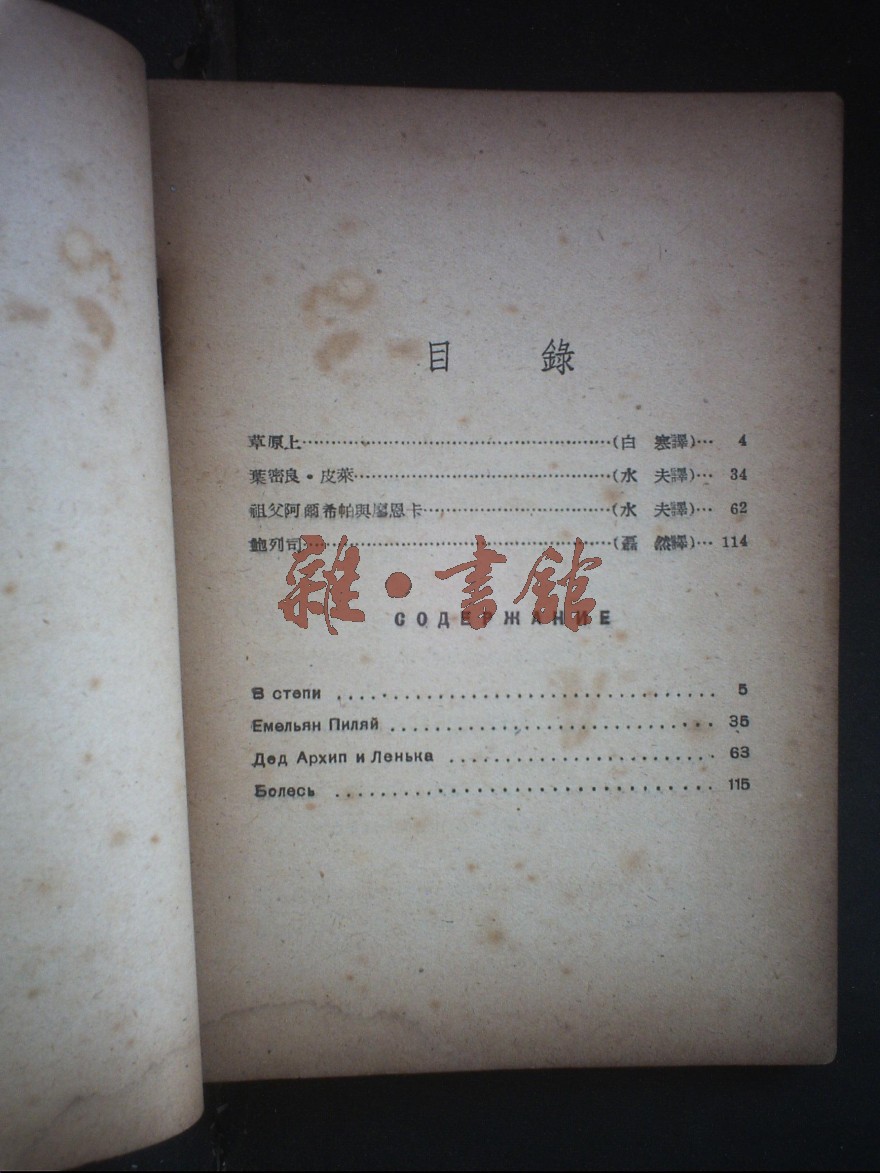 目 錄
草原上……………………………(白 寒譯)… 4
葉密良·皮萊……………………………(水 夫譯)… 34
祖父阿爾希帕與廖恩卡……………………(水 夫譯)… 62
鮑列司……………………………(聶 然譯)… 114
雜·書舘
СОДЕРЖАНИЕ
В степи .................................. 5
Емельян Пиляй .............................. 35
Дед Архип и Ленька ........................ 63
Болесь .................................. 115